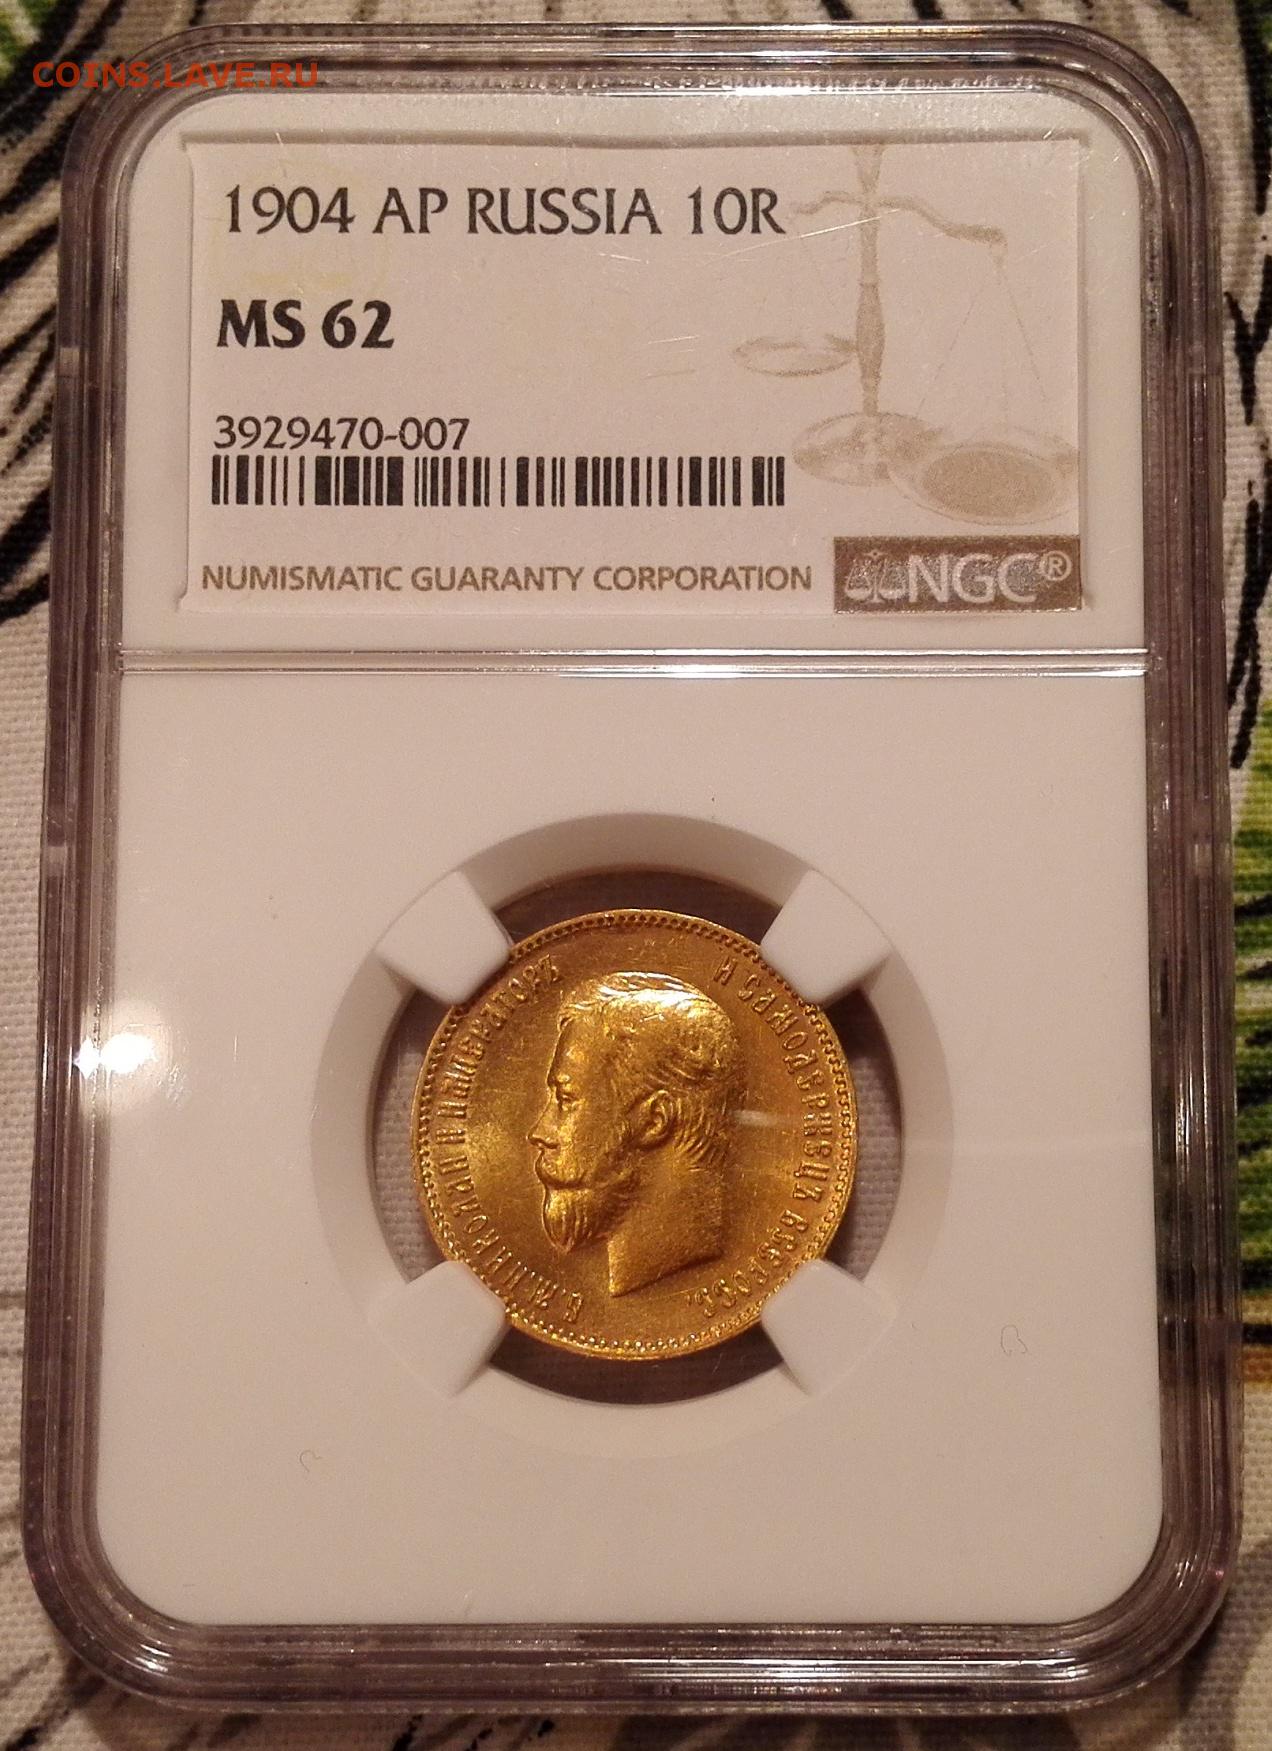 COINS.LAVE.RU
1904 AP RUSSIA 10R
MS 62
3929470-007
NUMISMATIC GUARANTY CORPORATION
NGC®
Б.М.НИКОЛАЙ II ИМПЕРАТОРЪ И САМОДЕРЖЕЦЪ ВСЕРОСС.